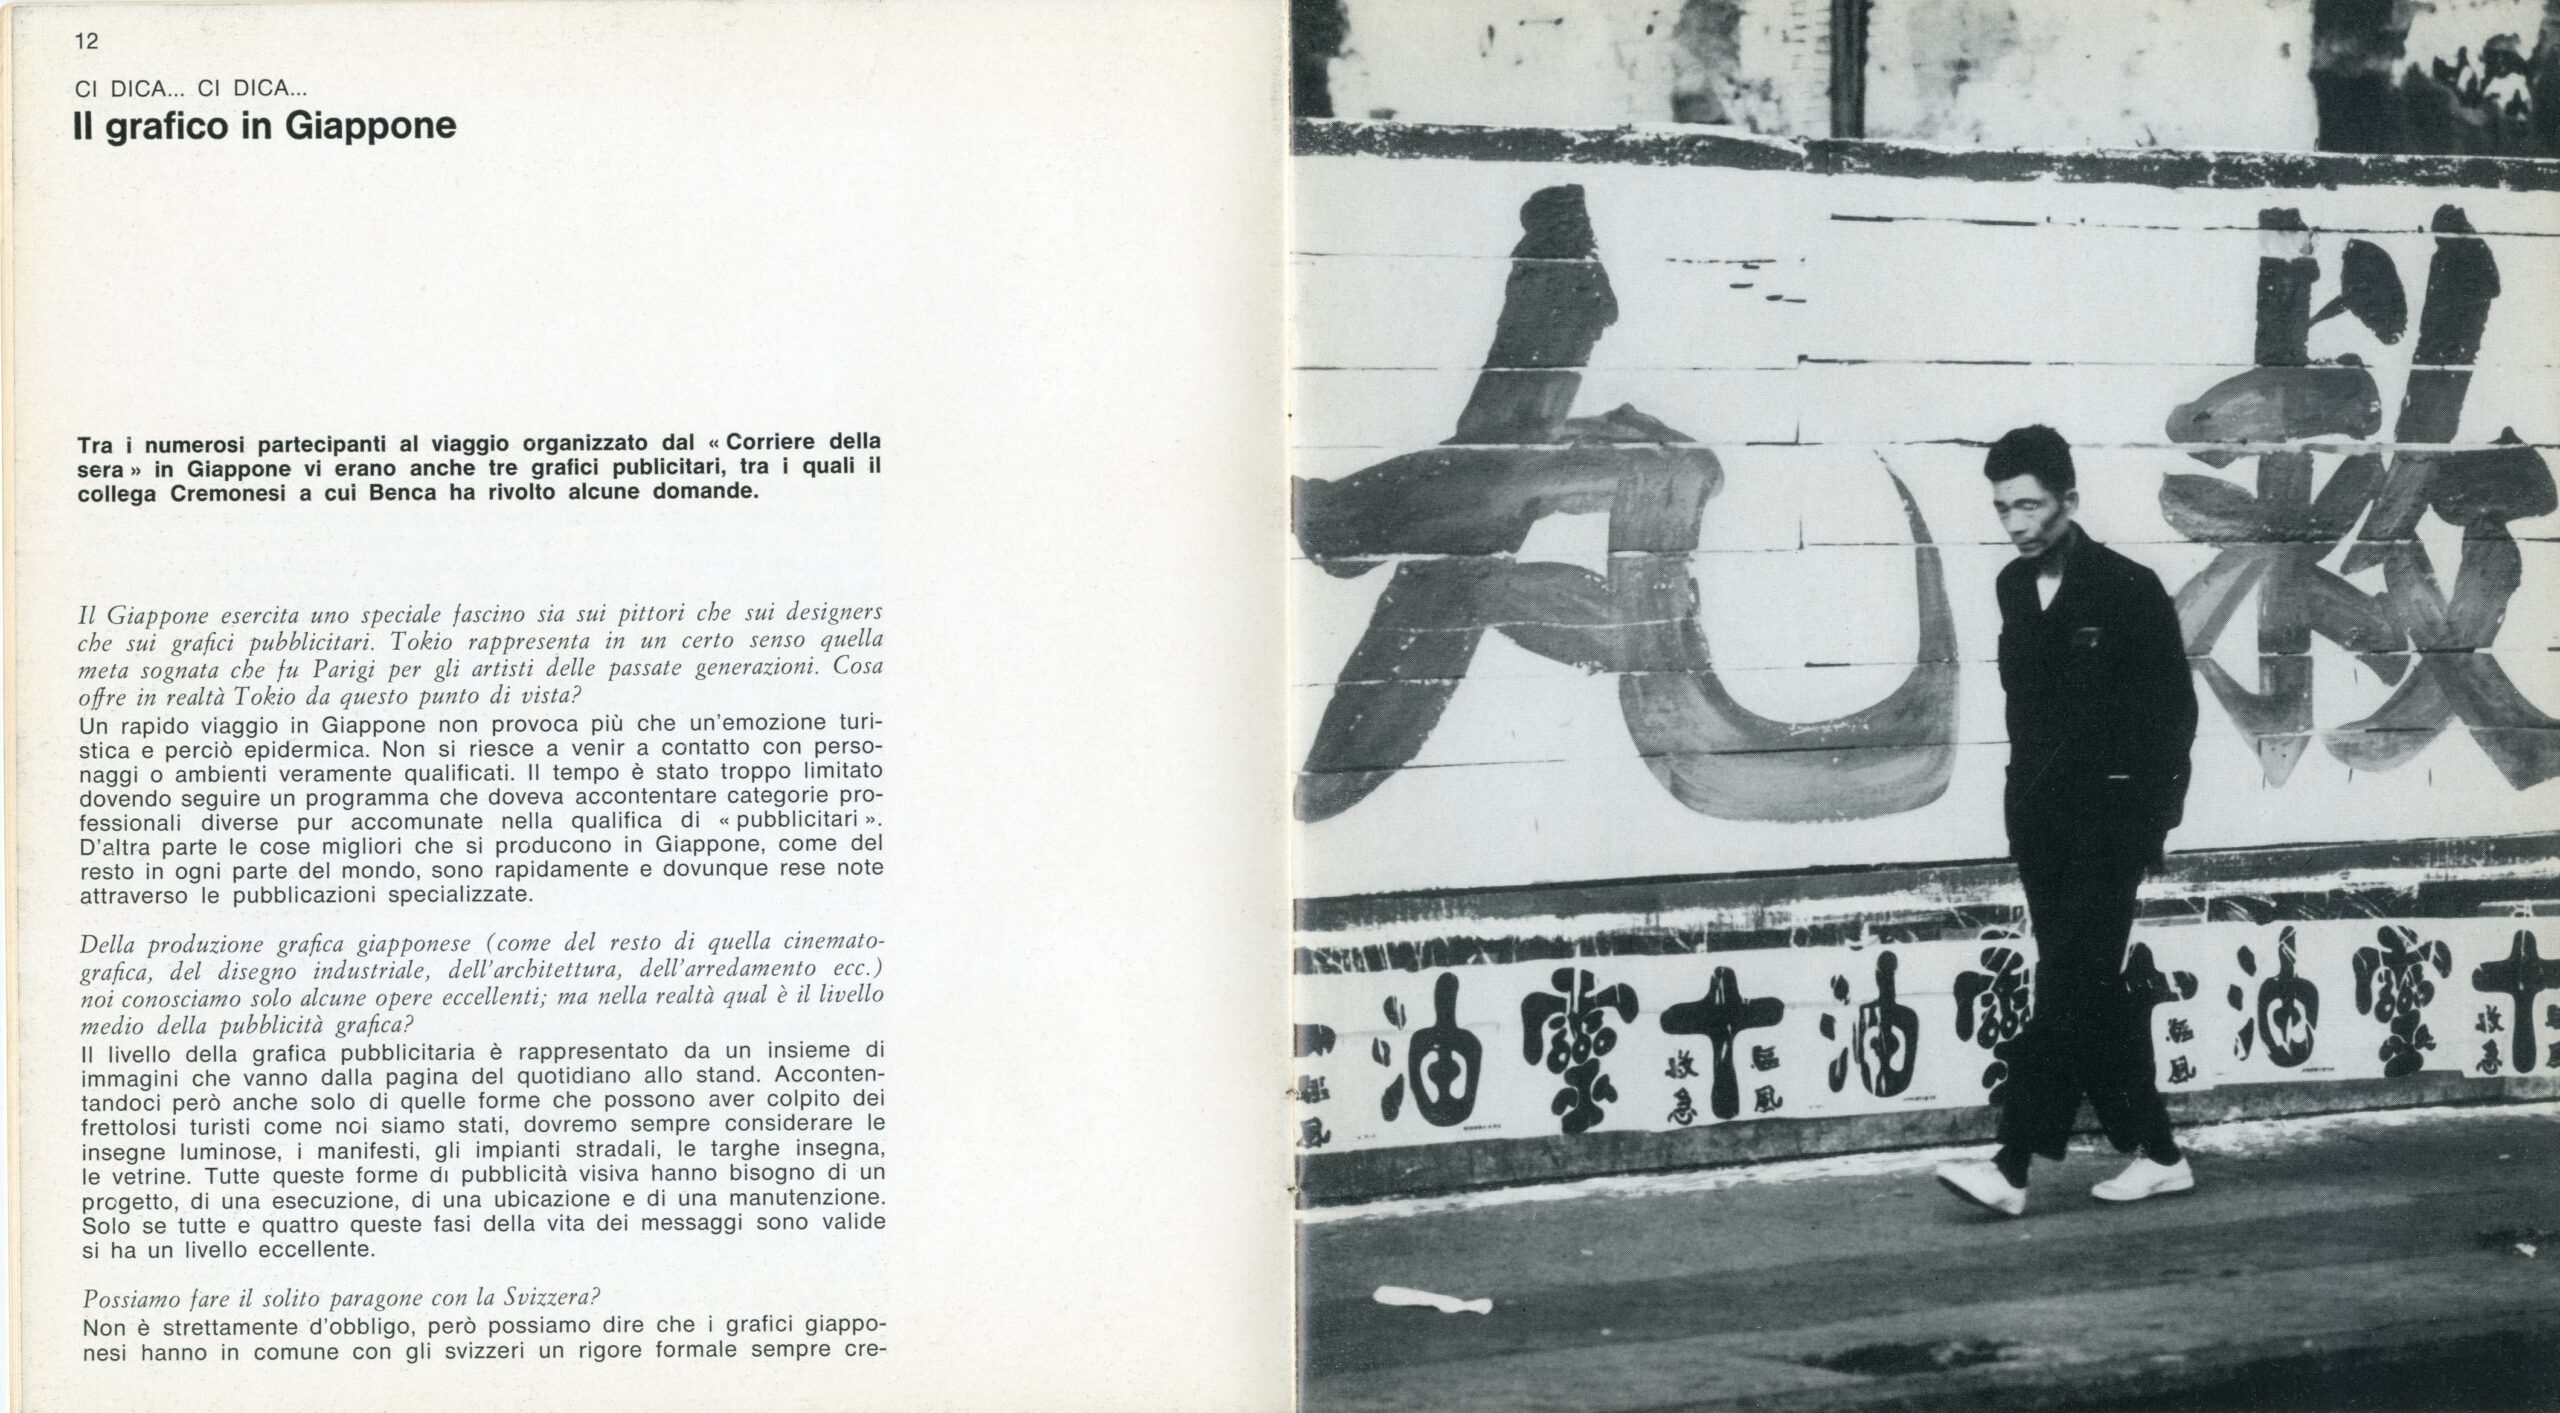 12
CI DICA... CI DICA...
Il grafico in Giappone
Tra i numerosi partecipanti al viaggio organizzato dal « Corriere della
sera » in Giappone vi erano anche tre grafici publicitari, tra i quali il
collega Cremonesi a cui Benca ha rivolto alcune domande.
Il Giappone esercita uno speciale fascino sia sui pittori che sui designers
che sui grafici pubblicitari. Tokio rappresenta in un certo senso quella
meta sognata che fu Parigi per gli artisti delle passate generazioni. Cosa
offre in realtà Tokio da questo punto di vista?
Un rapido viaggio in Giappone non provoca più che un'emozione turi-
stica e perciò epidermica. Non si riesce a venir a contatto con perso-
naggi o ambienti veramente qualificati. Il tempo è stato troppo limitato
dovendo seguire un programma che doveva accontentare categorie pro-
fessionali diverse pur accomunate nella qualifica di « pubblicitari ».
D'altra parte le cose migliori che si producono in Giappone, come del
resto in ogni parte del mondo, sono rapidamente e dovunque rese note
attraverso le pubblicazioni specializzate.
Della produzione grafica giapponese (come del resto di quella cinemato-
grafica, del disegno industriale, dell'architettura, dell'arredamento ecc.)
noi conosciamo solo alcune opere eccellenti; ma nella realtà qual è il livello
medio della pubblicità grafica?
Il livello della grafica pubblicitaria è rappresentato da un insieme di
immagini che vanno dalla pagina del quotidiano allo stand. Acconten-
tandoci però anche solo di quelle forme che possono aver colpito dei
frettolosi turisti come noi siamo stati, dovremo sempre considerare le
insegne luminose, i manifesti, gli impianti stradali, le targhe insegna,
le vetrine. Tutte queste forme di pubblicità visiva hanno bisogno di un
progetto, di una esecuzione, di una ubicazione e di una manutenzione.
Solo se tutte e quattro queste fasi della vita dei messaggi sono valide
si ha un livello eccellente.
Possiamo fare il solito paragone con la Svizzera?
Non è strettamente d'obbligo, però possiamo dire che i grafici giappo-
nesi hanno in comune con gli svizzeri un rigore formale sempre cre-
油 十 油 十
救急 驅風